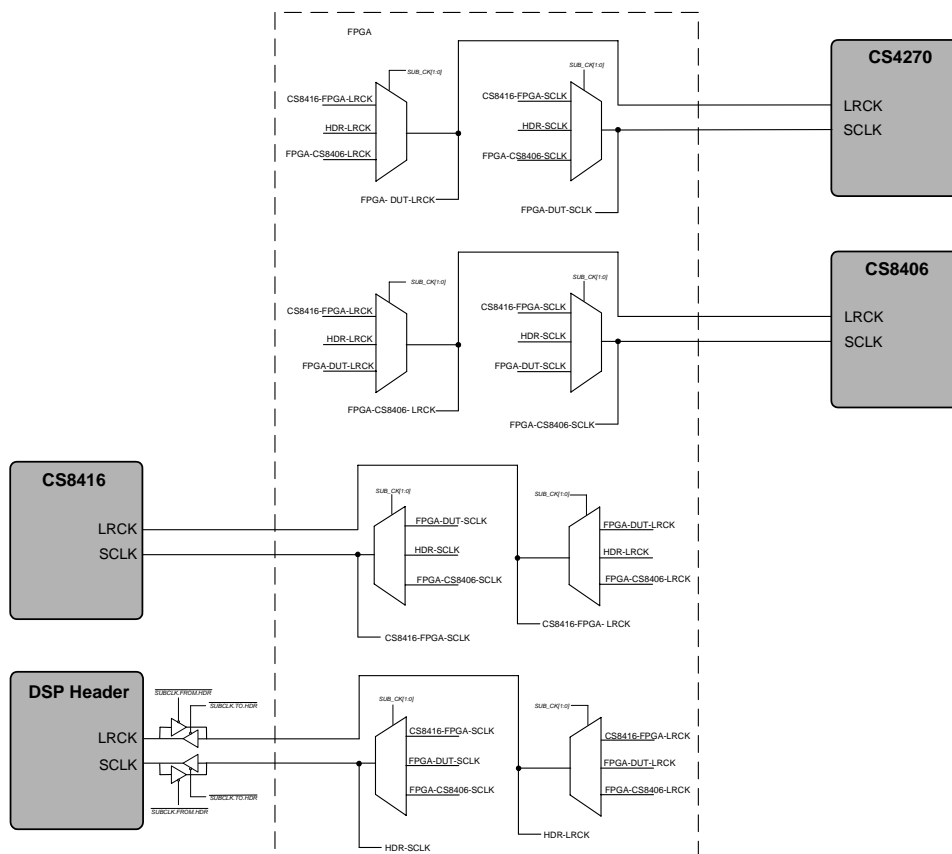 FPGA
CS4270
LRCK
SCLK
SUB_CK[1:0]
CS8416-FPGA-LRCK
HDR-LRCK
FPGA-CS8406-LRCK
FPGA- DUT-LRCK
SUB_CK[1:0]
CS8416-FPGA-SCLK
HDR-SCLK
FPGA-CS8406-SCLK
FPGA-DUT-SCLK
CS8406
LRCK
SCLK
SUB_CK[1:0]
CS8416-FPGA-LRCK
HDR-LRCK
FPGA-DUT-LRCK
FPGA-CS8406- LRCK
SUB_CK[1:0]
CS8416-FPGA-SCLK
HDR-SCLK
FPGA-DUT-SCLK
FPGA-CS8406-SCLK
CS8416
LRCK
SCLK
SUB_CK[1:0]
FPGA-DUT-SCLK
HDR-SCLK
FPGA-CS8406-SCLK
CS8416-FPGA-SCLK
SUB_CK[1:0]
FPGA-DUT-LRCK
HDR-LRCK
FPGA-CS8406-LRCK
CS8416-FPGA- LRCK
DSP Header
LRCK
SCLK
SUBCLK.FROM.HDR
SUBCLK.TO.HDR
SUBCLK.TO.HDR
SUBCLK.FROM.HDR
SUB_CK[1:0]
CS8416-FPGA-SCLK
FPGA-DUT-SCLK
FPGA-CS8406-SCLK
HDR-SCLK
SUB_CK[1:0]
CS8416-FPGA-LRCK
FPGA-DUT-LRCK
FPGA-CS8406-LRCK
HDR-LRCK